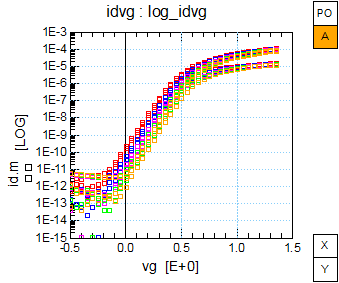 idvg : log_idvg
PO
A
1E-3
1E-4
1E-5
1E-6
1E-7
1E-8
1E-9
1E-10
1E-11
1E-12
1E-13
1E-14
1E-15
id.m [LOG]
-0.5 0.0 0.5 1.0 1.5
vg [E+0]
X
Y